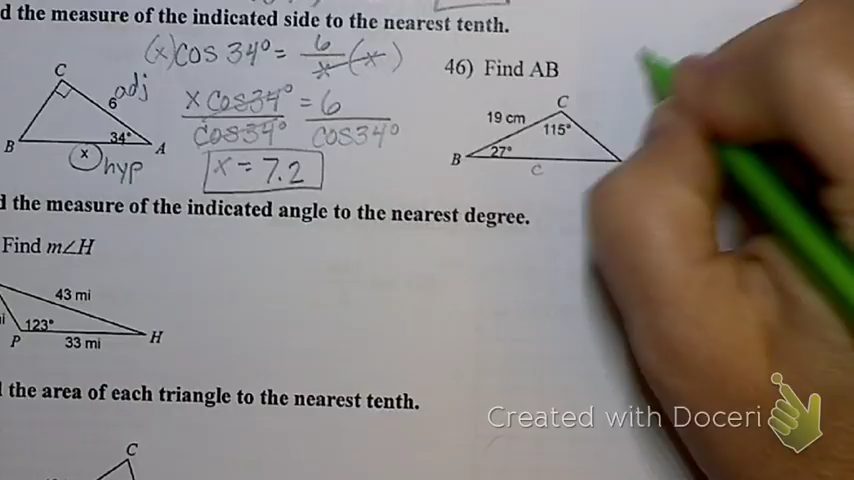 d the measure of the indicated side to the nearest tenth.
(x) cos 34° = 6/x (x)
C
6 adj
x cos 34° = 6
cos 34° cos 34°
B 34° A
x hyp
x = 7.2
46) Find AB
C
19 cm
115°
B 27°
C
d the measure of the indicated angle to the nearest degree.
Find m∠H
43 mi
i
123°
P 33 mi H
the area of each triangle to the nearest tenth.
C
Created with Doceri